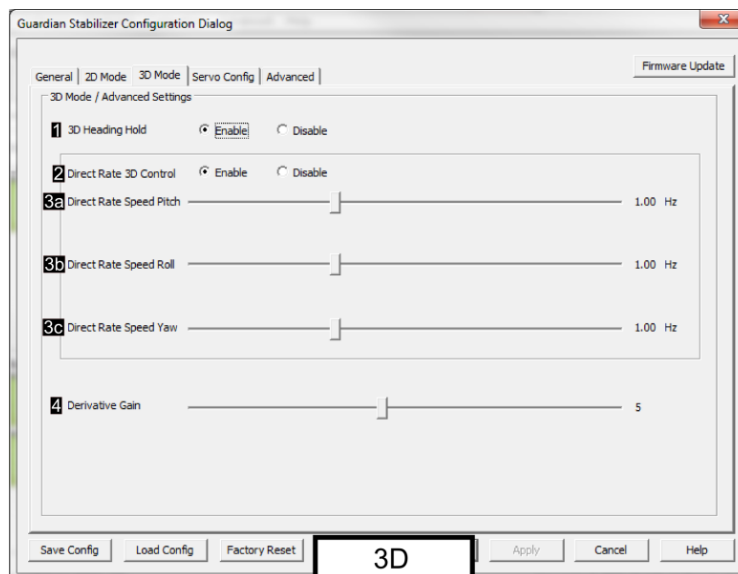 Guardian Stabilizer Configuration Dialog
Firmware Update
General 2D Mode 3D Mode Servo Config Advanced
3D Mode / Advanced Settings
1 3D Heading Hold Enable Disable
2 Direct Rate 3D Control Enable Disable
3a Direct Rate Speed Pitch 1.00 Hz
3b Direct Rate Speed Roll 1.00 Hz
3c Direct Rate Speed Yaw 1.00 Hz
4 Derivative Gain 5
Save Config Load Config Factory Reset 3D Apply Cancel Help